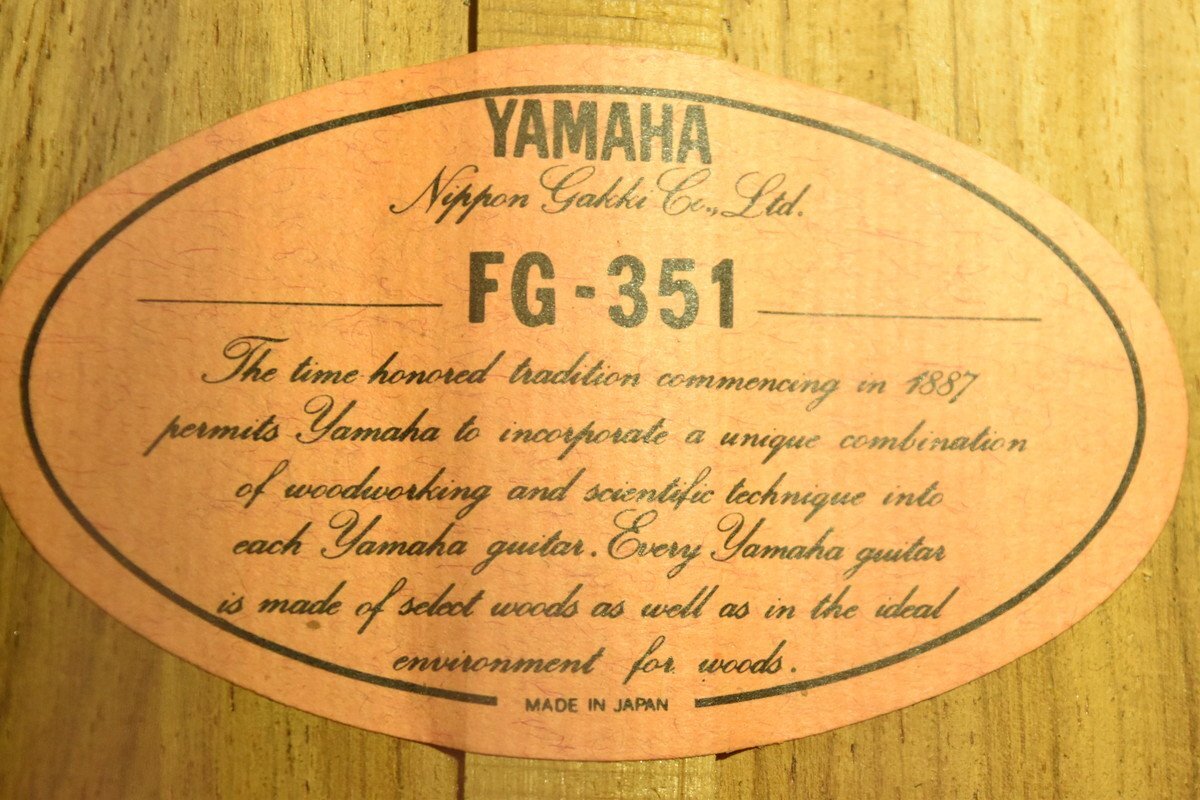 YAMAHA
Nippon Gakki Co., Ltd.
FG-351
The time honored tradition commencing in 1887
permits Yamaha to incorporate a unique combination
of woodworking and scientific technique into
each Yamaha guitar. Every Yamaha guitar
is made of select woods as well as in the ideal
environment for woods.
MADE IN JAPAN